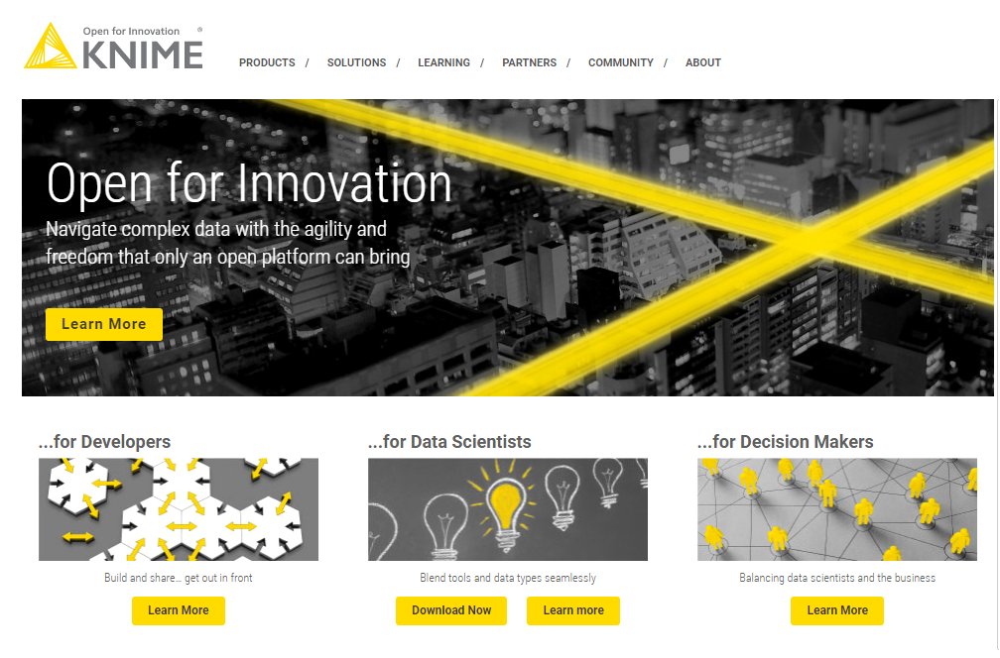 Open for Innovation ®
KNIME
PRODUCTS / SOLUTIONS / LEARNING / PARTNERS / COMMUNITY / ABOUT
Open for Innovation
Navigate complex data with the agility and
freedom that only an open platform can bring
Learn More
...for Developers
Build and share... get out in front
Learn More
...for Data Scientists
Blend tools and data types seamlessly
Download Now
Learn more
...for Decision Makers
Balancing data scientists and the business
Learn More